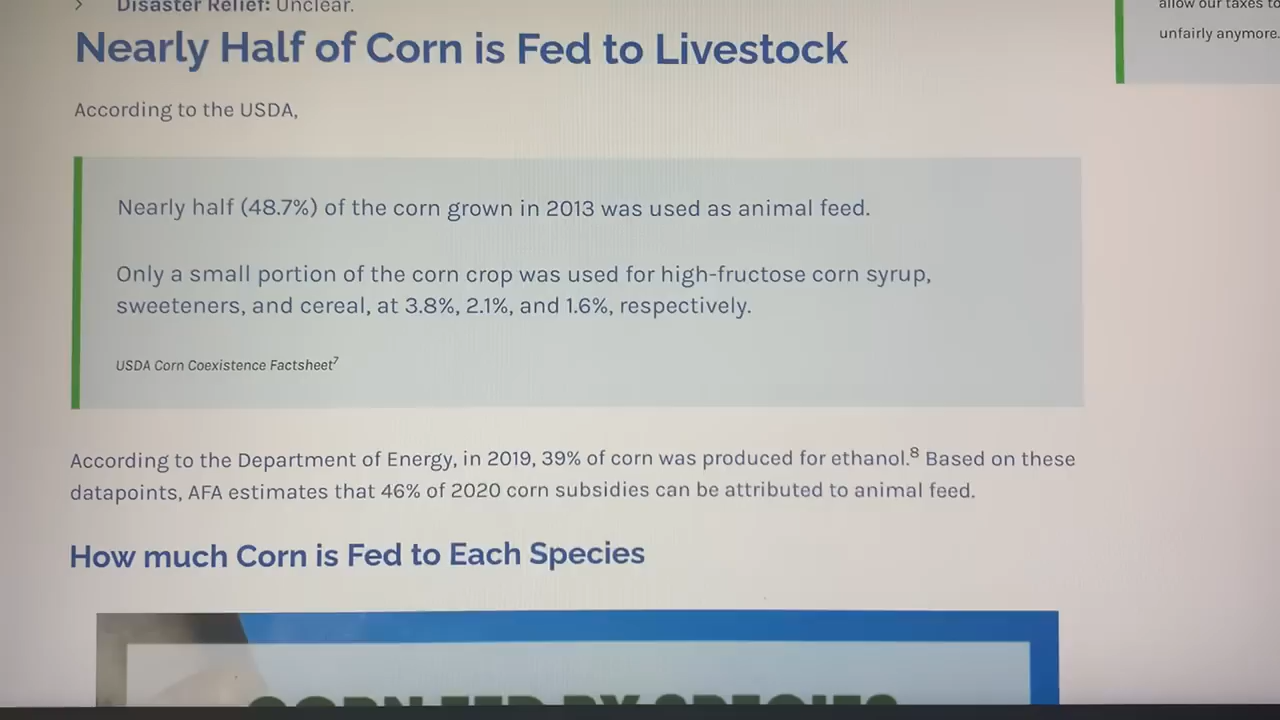 > Disaster Relief: Unclear.
Nearly Half of Corn is Fed to Livestock
According to the USDA,
Nearly half (48.7%) of the corn grown in 2013 was used as animal feed.
Only a small portion of the corn crop was used for high-fructose corn syrup,
sweeteners, and cereal, at 3.8%, 2.1%, and 1.6%, respectively.
USDA Corn Coexistence Factsheet⁷
According to the Department of Energy, in 2019, 39% of corn was produced for ethanol.⁸ Based on these
datapoints, AFA estimates that 46% of 2020 corn subsidies can be attributed to animal feed.
How much Corn is Fed to Each Species
CORN FED BY SPECIES
allow our taxes to
unfairly anymore.